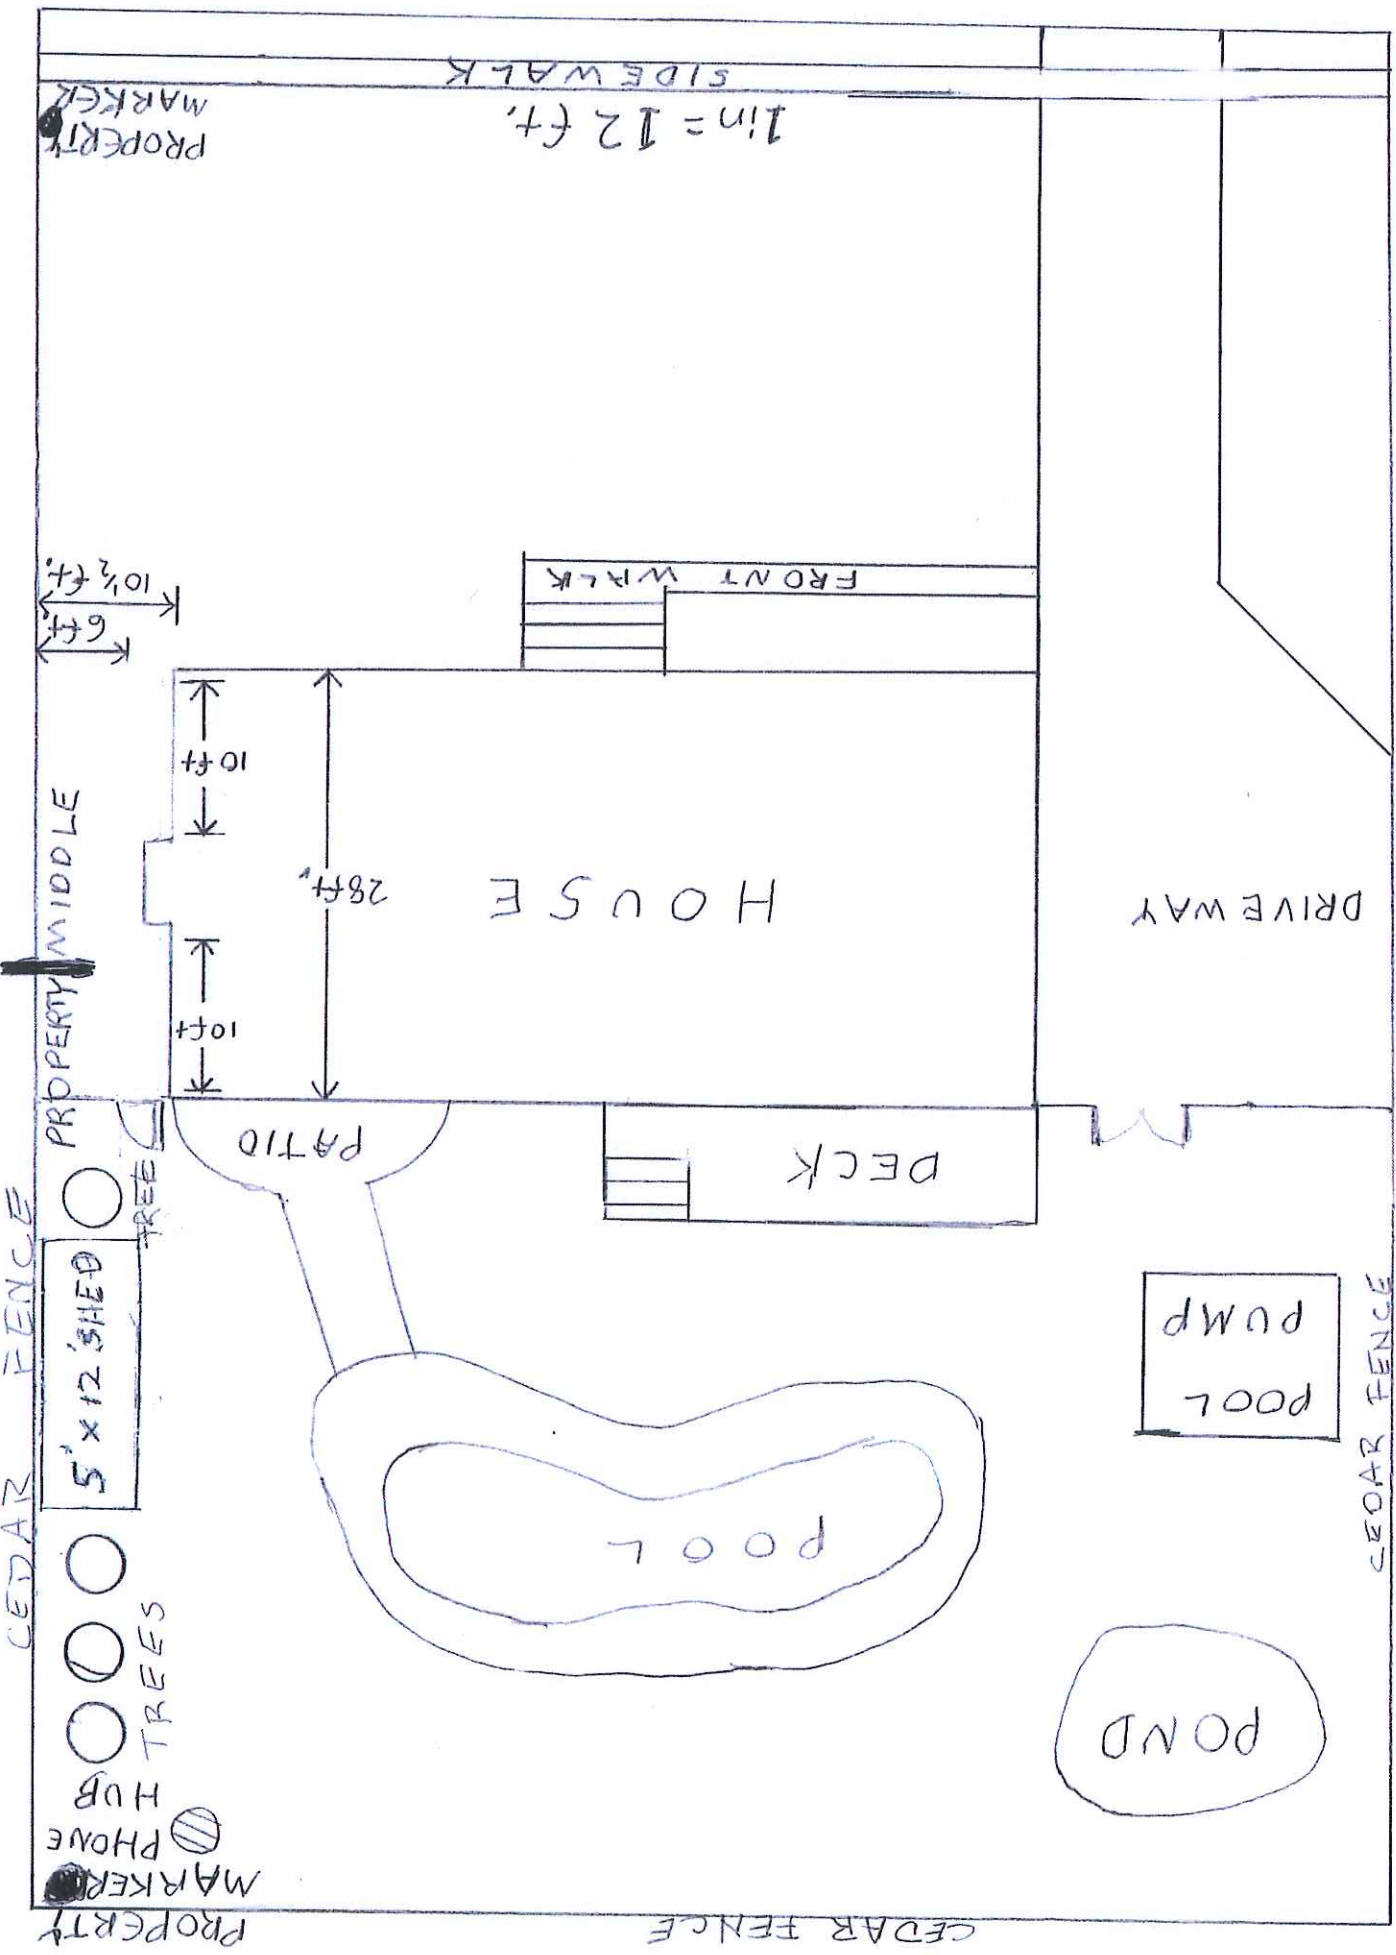 CEDAR FENCE
PROPERTY
MARKER
PHONE
HUB
POND
TREES
POOL
POOL
PUMP
CEDAR FENCE
5' x 12' SHED
CEDAR FENCE
TREE
DECK
PATIO
PROPERTY MIDDLE
10ft
DRIVEWAY
HOUSE
28ft.
10ft
6ft.
10½ ft.
FRONT WALK
1in = 12 ft.
PROPERTY
MARKER
SIDEWALK